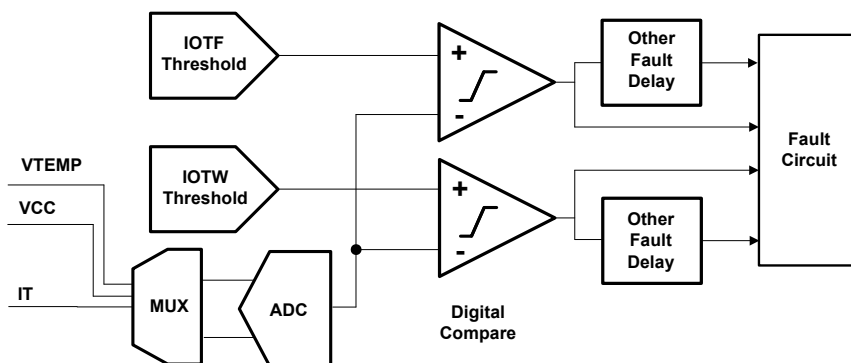 IOTF
Threshold
+
-
Other
Fault
Delay
Fault
Circuit
IOTW
Threshold
+
-
Other
Fault
Delay
VTEMP
VCC
IT
MUX
ADC
Digital
Compare